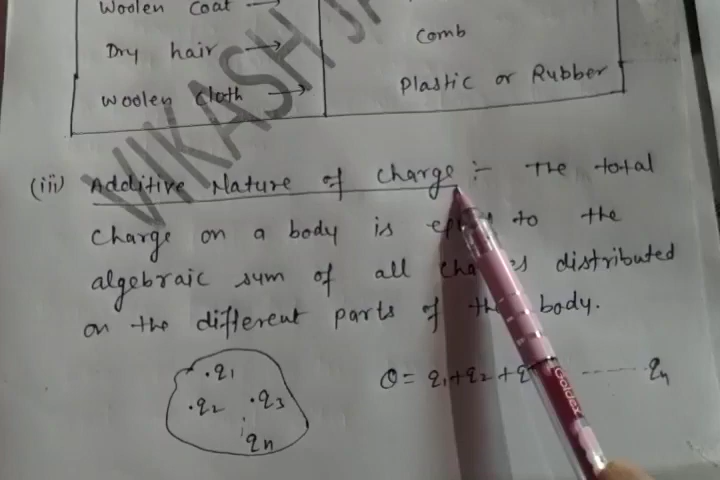 Woolen Coat →
Comb
Dry hair →
Plastic or Rubber
Woolen Cloth →
(iii) Additive Nature of Charge :- The total
charge on a body is to the
algebraic sum of all distributed
on the different parts of body.
.q1
.q2 .q3
qn
Q = q1+q2+q ........ qn
Goldex
VIKASH